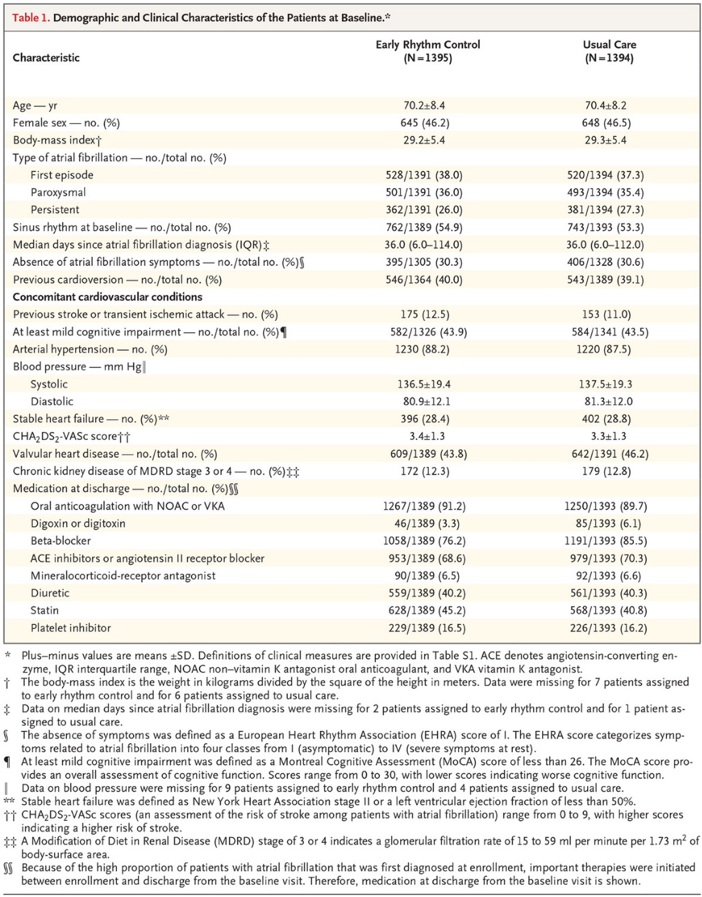 Table 1. Demographic and Clinical Characteristics of the Patients at Baseline.*
Characteristic Early Rhythm Control (N=1395) Usual Care (N=1394)
Age — yr 70.2±8.4 70.4±8.2
Female sex — no. (%) 645 (46.2) 648 (46.5)
Body-mass index† 29.2±5.4 29.3±5.4
Type of atrial fibrillation — no./total no. (%)
First episode 528/1391 (38.0) 520/1394 (37.3)
Paroxysmal 501/1391 (36.0) 493/1394 (35.4)
Persistent 362/1391 (26.0) 381/1394 (27.3)
Sinus rhythm at baseline — no./total no. (%) 762/1389 (54.9) 743/1393 (53.3)
Median days since atrial fibrillation diagnosis (IQR)‡ 36.0 (6.0–114.0) 36.0 (6.0–112.0)
Absence of atrial fibrillation symptoms — no./total no. (%)§ 395/1305 (30.3) 406/1328 (30.6)
Previous cardioversion — no./total no. (%) 546/1364 (40.0) 543/1389 (39.1)
Concomitant cardiovascular conditions
Previous stroke or transient ischemic attack — no. (%) 175 (12.5) 153 (11.0)
At least mild cognitive impairment — no./total no. (%)¶ 582/1326 (43.9) 584/1341 (43.5)
Arterial hypertension — no. (%) 1230 (88.2) 1220 (87.5)
Blood pressure — mm Hg‖
Systolic 136.5±19.4 137.5±19.3
Diastolic 80.9±12.1 81.3±12.0
Stable heart failure — no. (%)** 396 (28.4) 402 (28.8)
CHA2DS2-VASc score†† 3.4±1.3 3.3±1.3
Valvular heart disease — no./total no. (%) 609/1389 (43.8) 642/1391 (46.2)
Chronic kidney disease of MDRD stage 3 or 4 — no. (%)‡‡ 172 (12.3) 179 (12.8)
Medication at discharge — no./total no. (%)§§
Oral anticoagulation with NOAC or VKA 1267/1389 (91.2) 1250/1393 (89.7)
Digoxin or digitoxin 46/1389 (3.3) 85/1393 (6.1)
Beta-blocker 1058/1389 (76.2) 1191/1393 (85.5)
ACE inhibitors or angiotensin II receptor blocker 953/1389 (68.6) 979/1393 (70.3)
Mineralocorticoid-receptor antagonist 90/1389 (6.5) 92/1393 (6.6)
Diuretic 559/1389 (40.2) 561/1393 (40.3)
Statin 628/1389 (45.2) 568/1393 (40.8)
Platelet inhibitor 229/1389 (16.5) 226/1393 (16.2)
* Plus–minus values are means ±SD. Definitions of clinical measures are provided in Table S1. ACE denotes angiotensin-converting en-
zyme, IQR interquartile range, NOAC non–vitamin K antagonist oral anticoagulant, and VKA vitamin K antagonist.
† The body-mass index is the weight in kilograms divided by the square of the height in meters. Data were missing for 7 patients assigned
to early rhythm control and for 6 patients assigned to usual care.
‡ Data on median days since atrial fibrillation diagnosis were missing for 2 patients assigned to early rhythm control and for 1 patient as-
signed to usual care.
§ The absence of symptoms was defined as a European Heart Rhythm Association (EHRA) score of I. The EHRA score categorizes symp-
toms related to atrial fibrillation into four classes from I (asymptomatic) to IV (severe symptoms at rest).
¶ At least mild cognitive impairment was defined as a Montreal Cognitive Assessment (MoCA) score of less than 26. The MoCA score pro-
vides an overall assessment of cognitive function. Scores range from 0 to 30, with lower scores indicating worse cognitive function.
‖ Data on blood pressure were missing for 9 patients assigned to early rhythm control and 4 patients assigned to usual care.
** Stable heart failure was defined as New York Heart Association stage II or a left ventricular ejection fraction of less than 50%.
†† CHA2DS2-VASc scores (an assessment of the risk of stroke among patients with atrial fibrillation) range from 0 to 9, with higher scores
indicating a higher risk of stroke.
‡‡ A Modification of Diet in Renal Disease (MDRD) stage of 3 or 4 indicates a glomerular filtration rate of 15 to 59 ml per minute per 1.73 m² of
body-surface area.
§§ Because of the high proportion of patients with atrial fibrillation that was first diagnosed at enrollment, important therapies were initiated
between enrollment and discharge from the baseline visit. Therefore, medication at discharge from the baseline visit is shown.